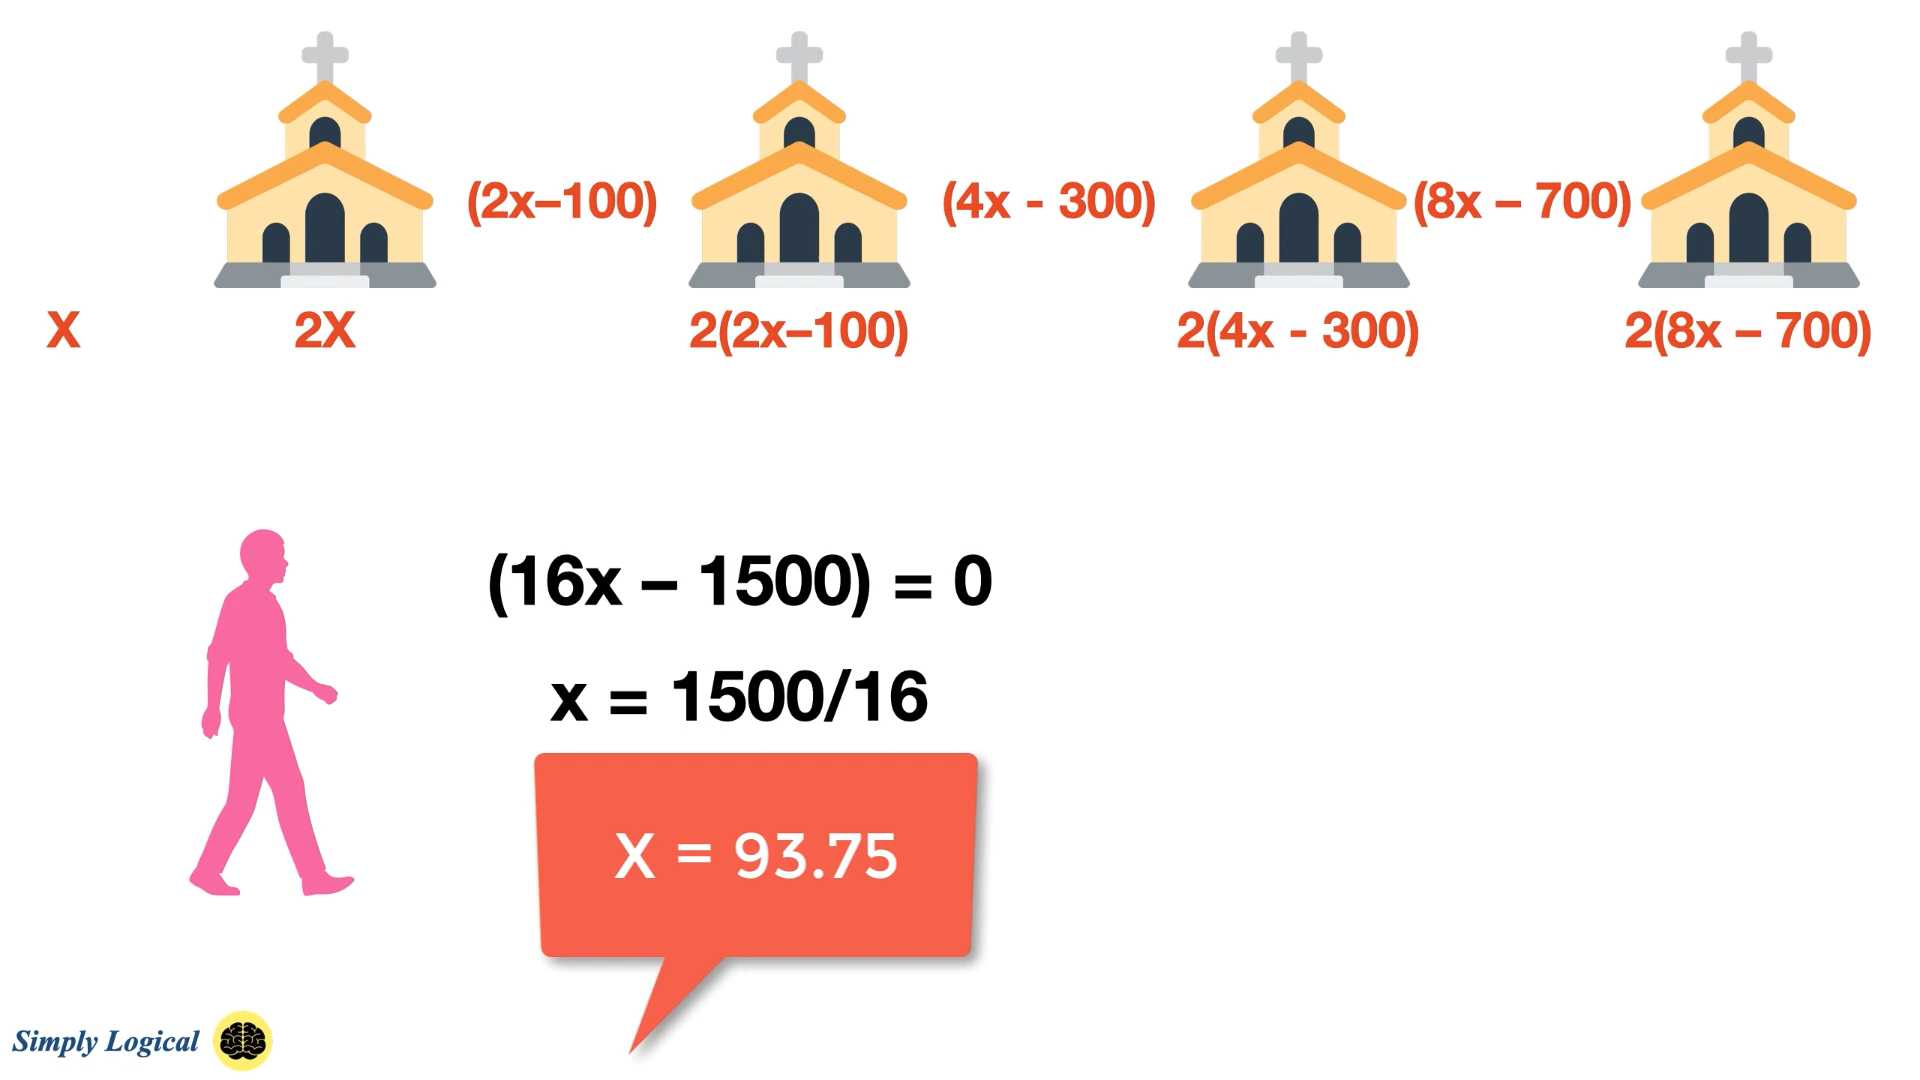 (2x–100) (4x - 300) (8x – 700)
X 2X 2(2x–100) 2(4x - 300) 2(8x – 700)
(16x – 1500) = 0
x = 1500/16
X = 93.75
Simply Logical